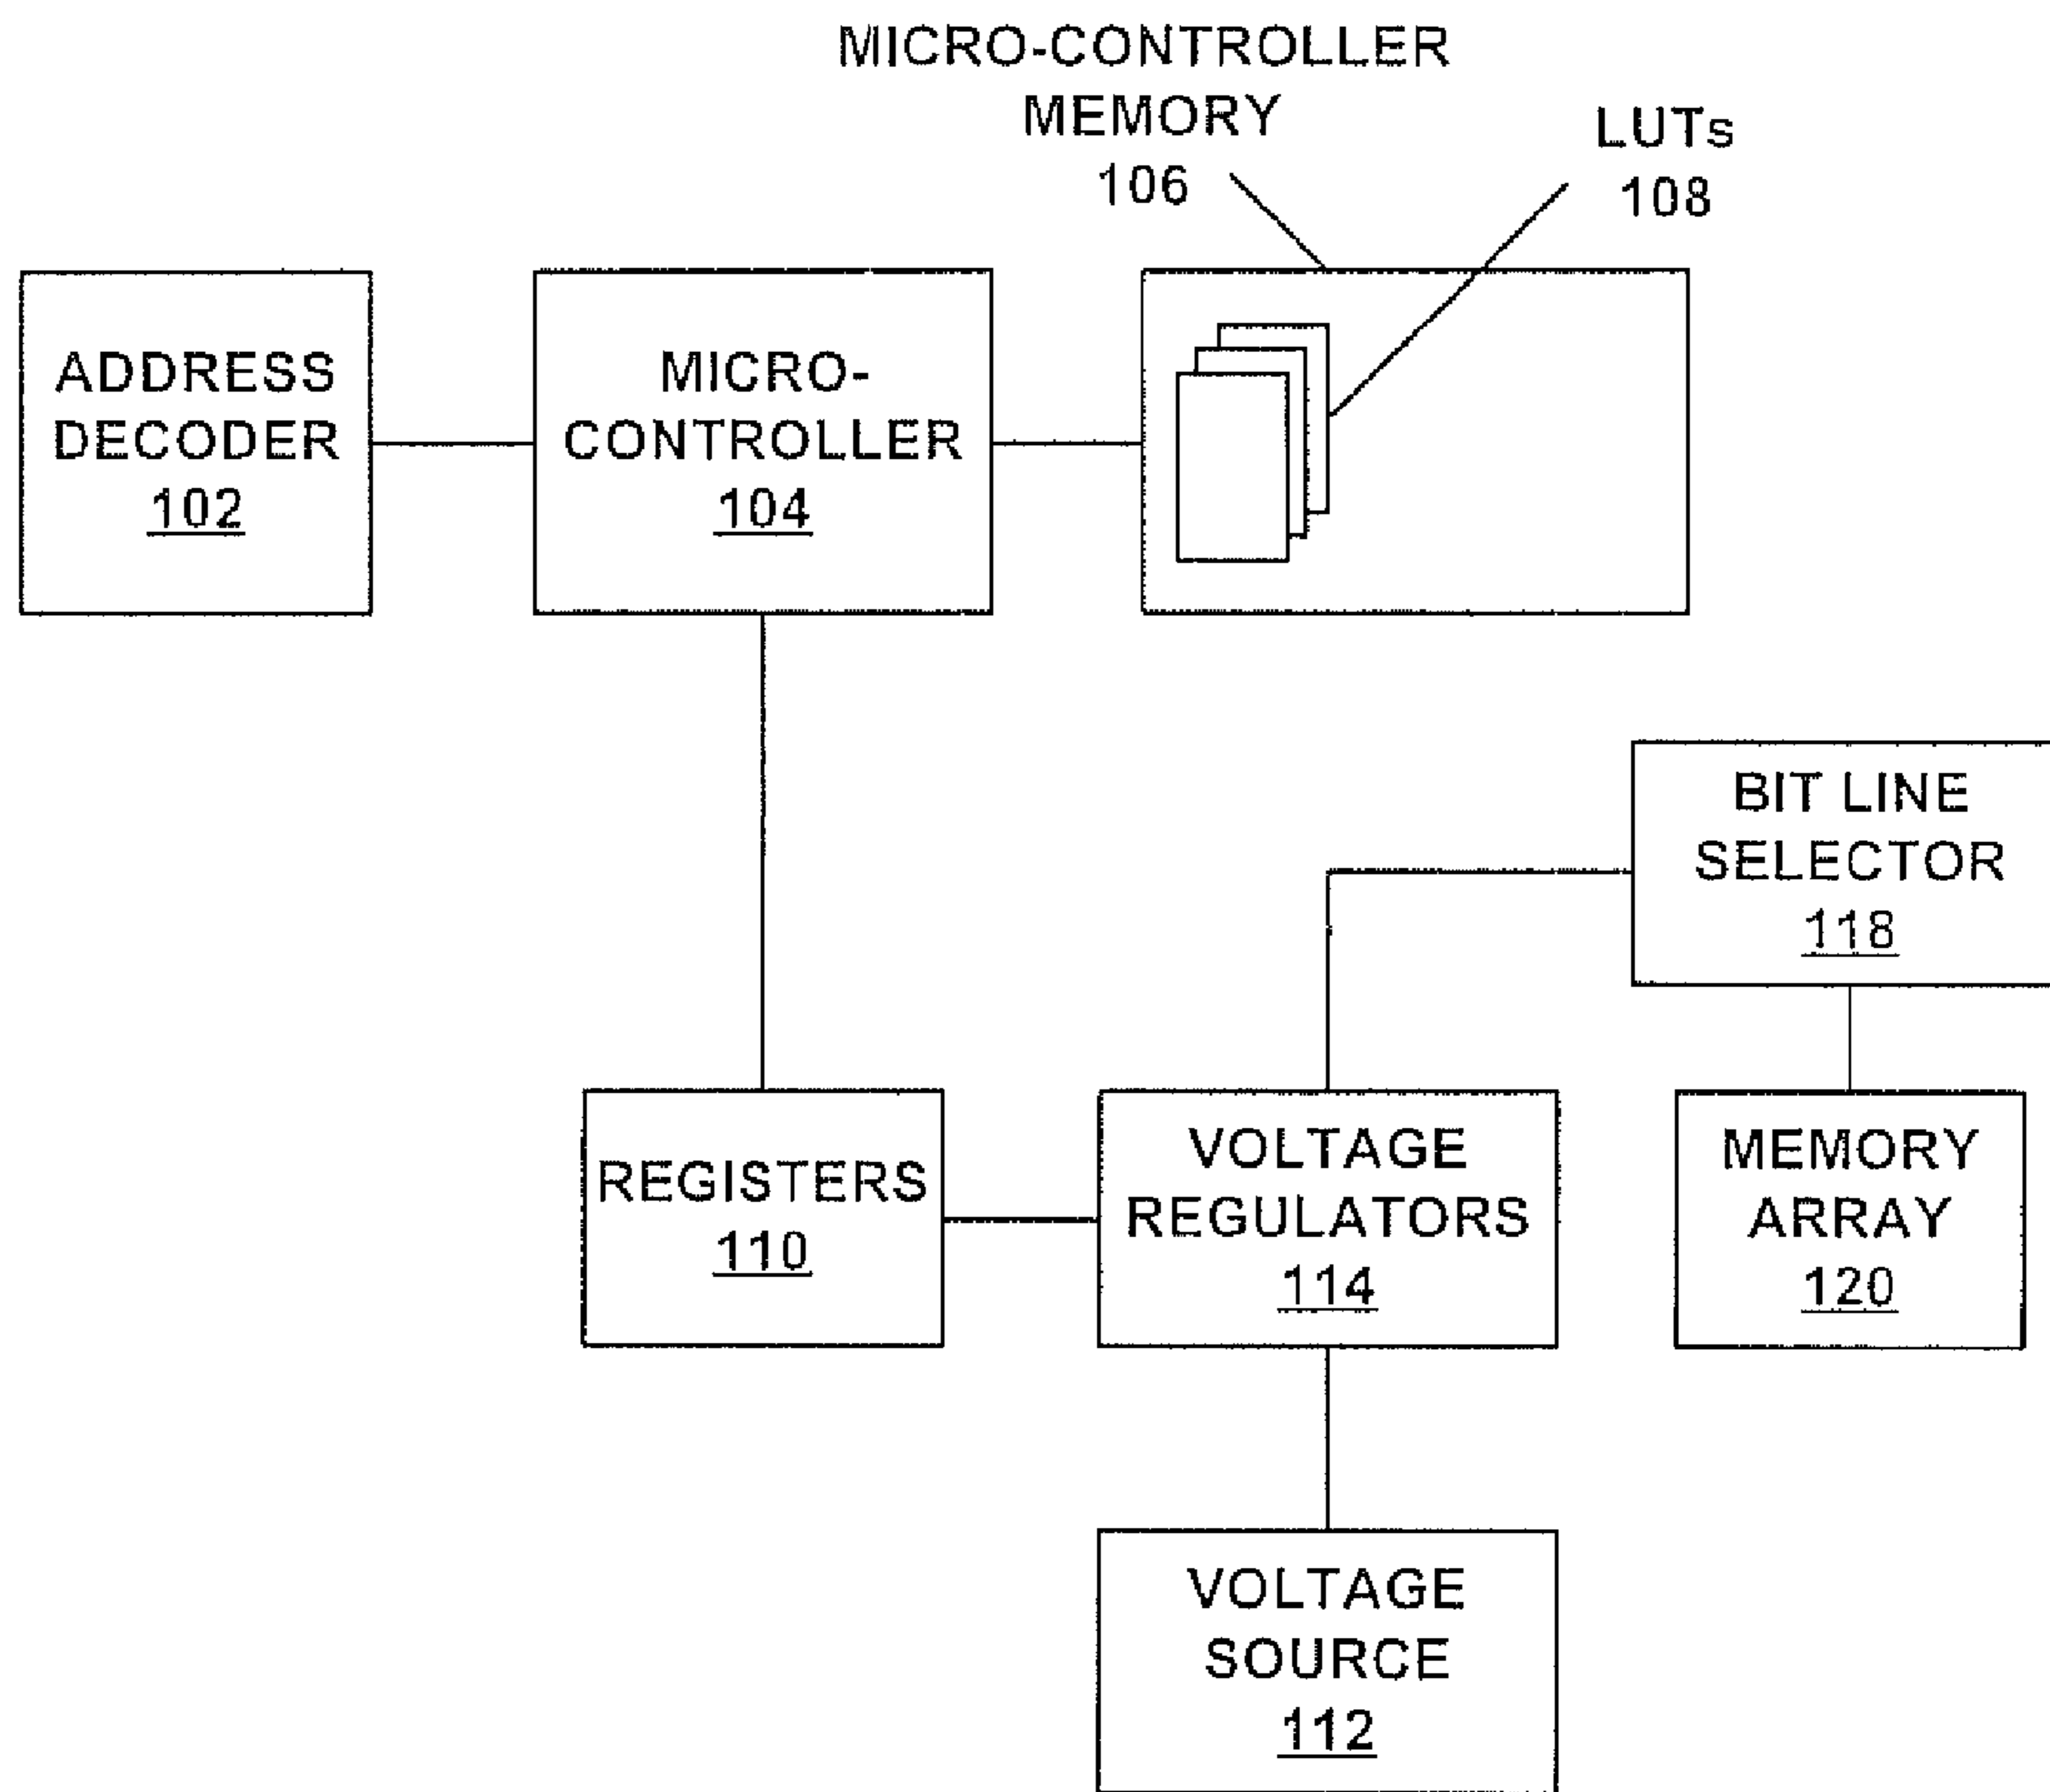 MICRO-CONTROLLER
MEMORY
106
LUTs
108
ADDRESS
DECODER
102
MICRO-
CONTROLLER
104
BIT LINE
SELECTOR
118
REGISTERS
110
VOLTAGE
REGULATORS
114
MEMORY
ARRAY
120
VOLTAGE
SOURCE
112